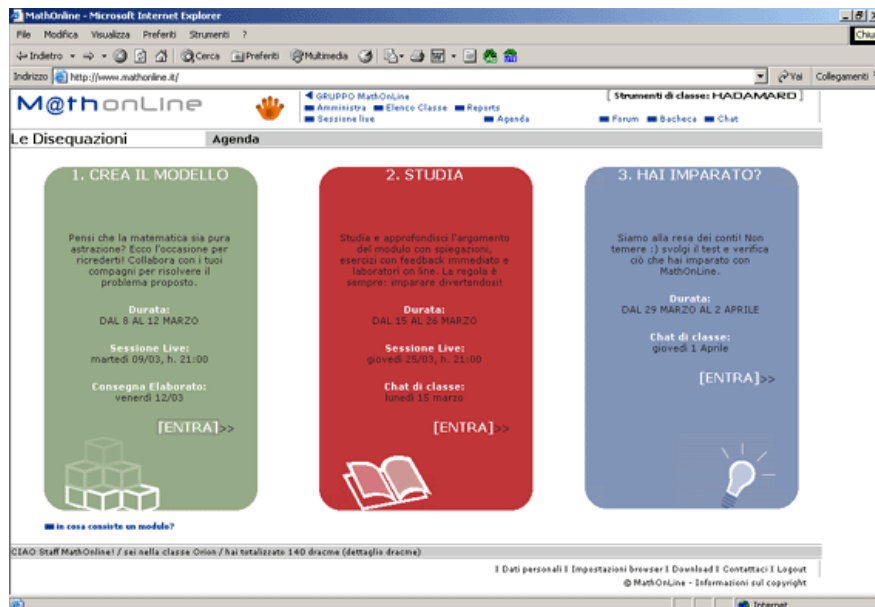 MathOnline - Microsoft Internet Explorer
File Modifica Visualizza Preferiti Strumenti ?
Chiu
Indietro Cerca Preferiti Multimedia
Indirizzo http://www.mathonline.it/ Vai Collegamenti
M@thonLine
GRUPPO MathOnLine
Amministra Elenco Classe Reports
Sessione live Agenda
[ Strumenti di classe: HADAMARD ]
Forum Bacheca Chat
Le Disequazioni Agenda
1. CREA IL MODELLO
Pensi che la matematica sia pura
astrazione? Ecco l'occasione per
ricrederti! Collabora con i tuoi
compagni per risolvere il
problema proposto.
Durata:
DAL 8 AL 12 MARZO
Sessione Live:
martedì 09/03, h. 21:00
Consegna Elaborato:
venerdì 12/03
[ENTRA]>>
2. STUDIA
Studia e approfondisci l'argomento
del modulo con spiegazioni,
esercizi con feedback immediato e
laboratori on line. La regola è
sempre: imparare divertendosi!
Durata:
DAL 15 AL 26 MARZO
Sessione Live:
giovedì 25/03, h. 21:00
Chat di classe:
lunedì 15 marzo
[ENTRA]>>
3. HAI IMPARATO?
Siamo alla resa dei conti! Non
temere :) svolgi il test e verifica
ciò che hai imparato con
MathOnLine.
Durata:
DAL 29 MARZO AL 2 APRILE
Chat di classe:
giovedì 1 Aprile
[ENTRA]>>
in cosa consiste un modulo?
CIAO Staff MathOnline! / sei nella classe Orion / hai totalizzato 140 dracme (dettaglio dracme)
I Dati personali I Impostazioni browser I Download I Contattaci I Logout
@ MathOnLine - Informazioni sul copyright
Internet